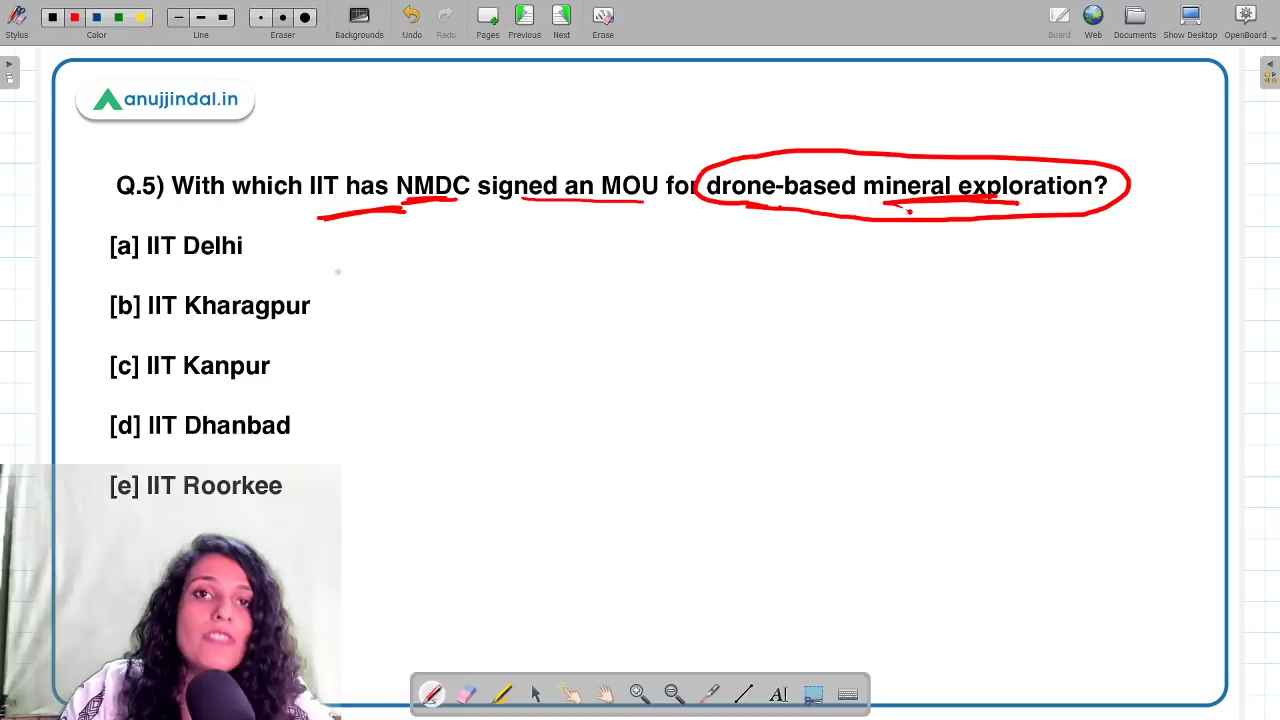 Stylus
Color
Line
Eraser
Backgrounds
Undo
Redo
Pages
Previous
Next
Erase
Board
Web
Documents
Show Desktop
OpenBoard
anujjindal.in
Q.5) With which IIT has NMDC signed an MOU for drone-based mineral exploration?
[a] IIT Delhi
[b] IIT Kharagpur
[c] IIT Kanpur
[d] IIT Dhanbad
[e] IIT Roorkee
AI